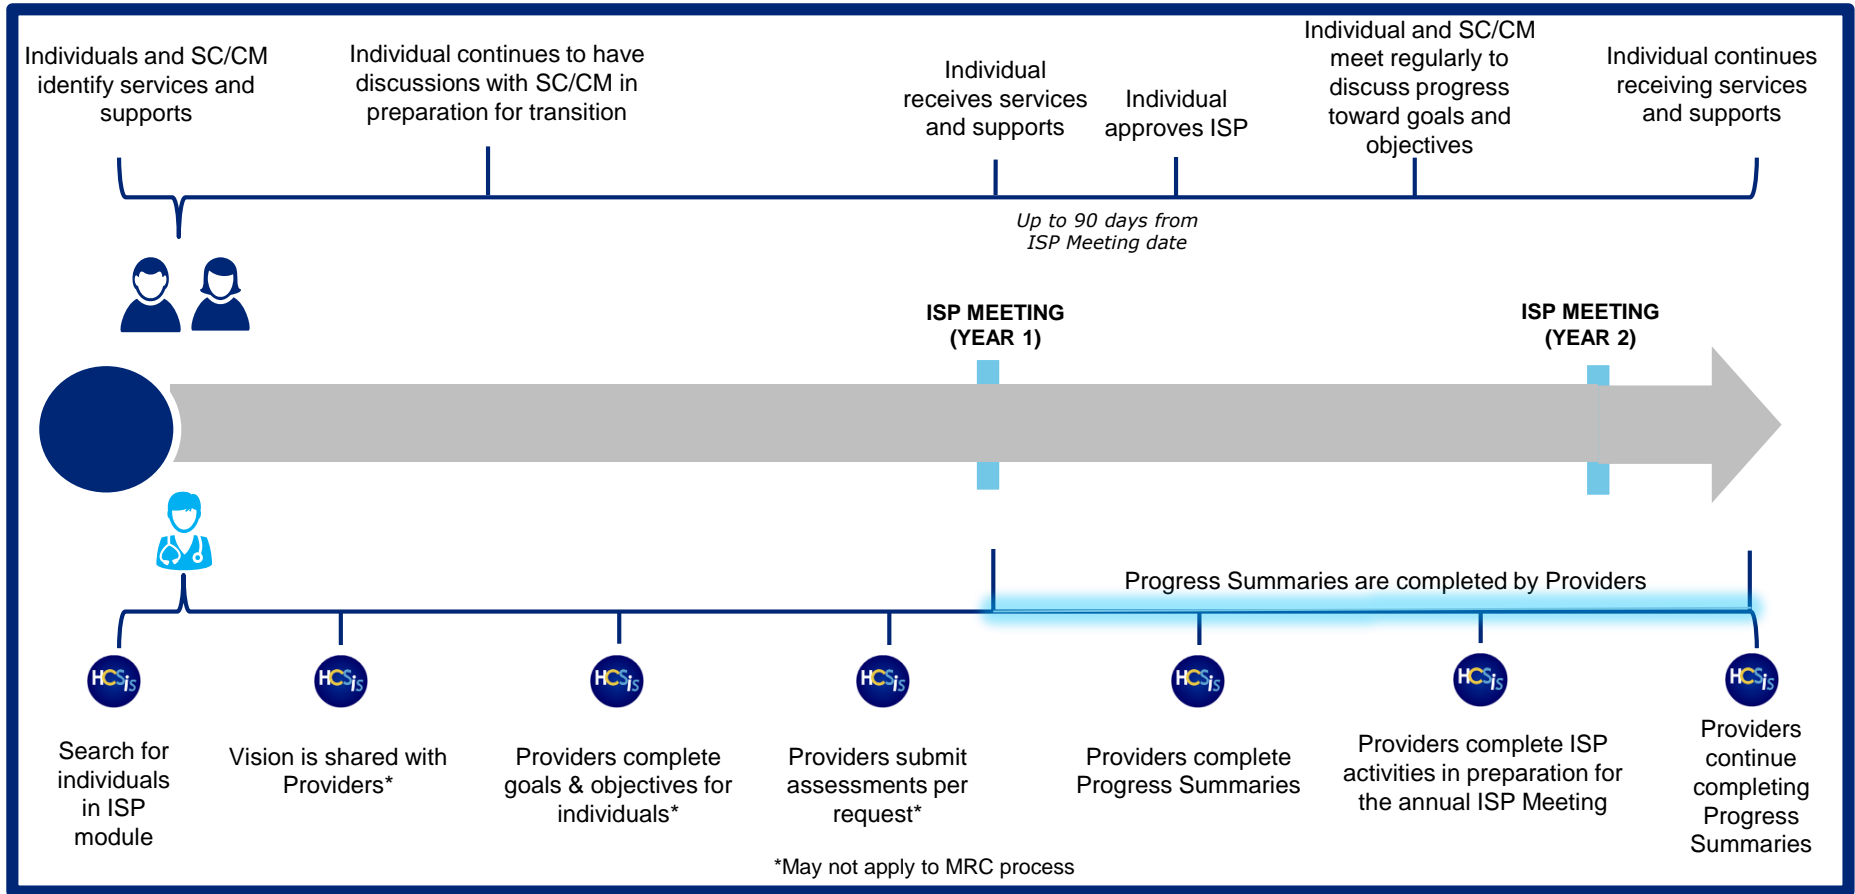 Individuals and SC/CM
identify services and
supports
Individual continues to have
discussions with SC/CM in
preparation for transition
Individual
receives services
and supports
Individual
approves ISP
Individual and SC/CM
meet regularly to
discuss progress
toward goals and
objectives
Individual continues
receiving services
and supports
Up to 90 days from
ISP Meeting date
ISP MEETING
(YEAR 1)
ISP MEETING
(YEAR 2)
Progress Summaries are completed by Providers
HCSis
HCSis
HCSis
HCSis
HCSis
HCSis
HCSis
Search for
individuals
in ISP
module
Vision is shared with
Providers*
Providers complete
goals & objectives for
individuals*
Providers submit
assessments per
request*
Providers complete
Progress Summaries
Providers complete ISP
activities in preparation for
the annual ISP Meeting
Providers
continue
completing
Progress
Summaries
*May not apply to MRC process